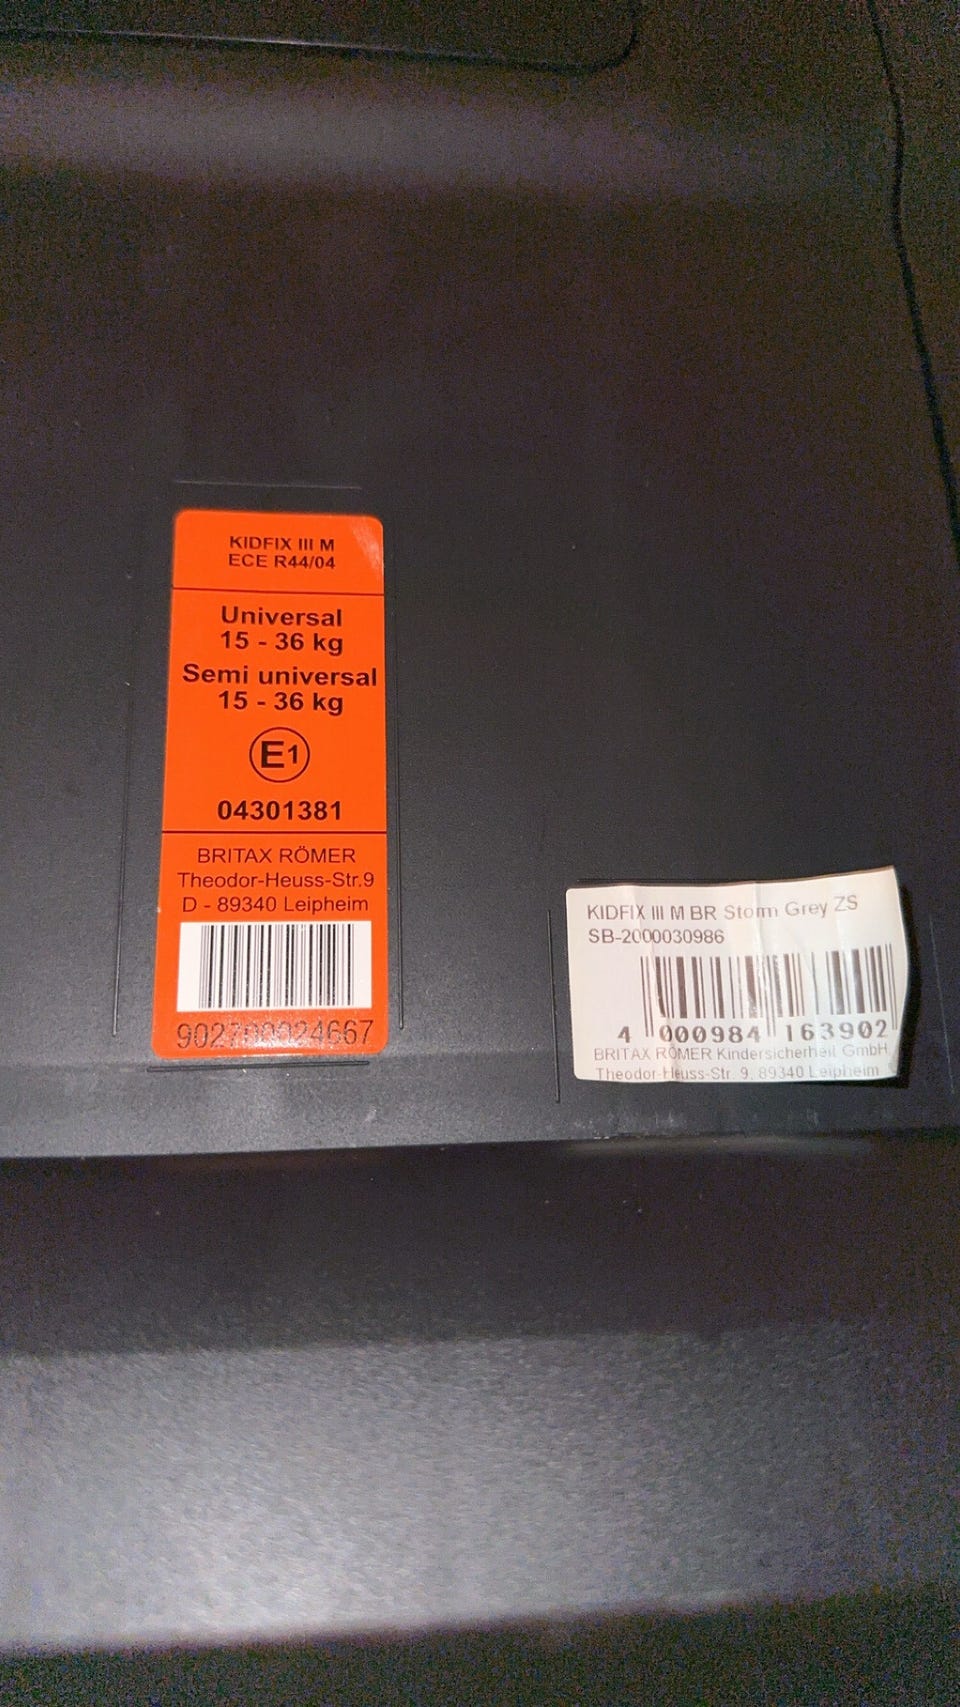 KIDFIX III M
ECE R44/04
Universal
15 - 36 kg
Semi universal
15 - 36 kg
E1
04301381
BRITAX RÖMER
Theodor-Heuss-Str.9
D - 89340 Leipheim
KIDFIX III M BR Storm Grey ZS
SB-2000030986
4 000984 163902
BRITAX RÖMER Kindersicherheit GmbH
Theodor-Heuss-Str. 9, 89340 Leipheim